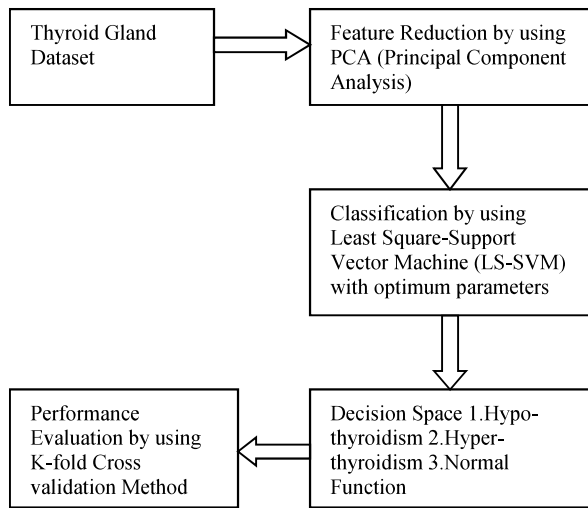 Thyroid Gland
Dataset
Feature Reduction by using
PCA (Principal Component
Analysis)
Classification by using
Least Square-Support
Vector Machine (LS-SVM)
with optimum parameters
Decision Space 1.Hypo-
thyroidism 2.Hyper-
thyroidism 3.Normal
Function
Performance
Evaluation by using
K-fold Cross
validation Method